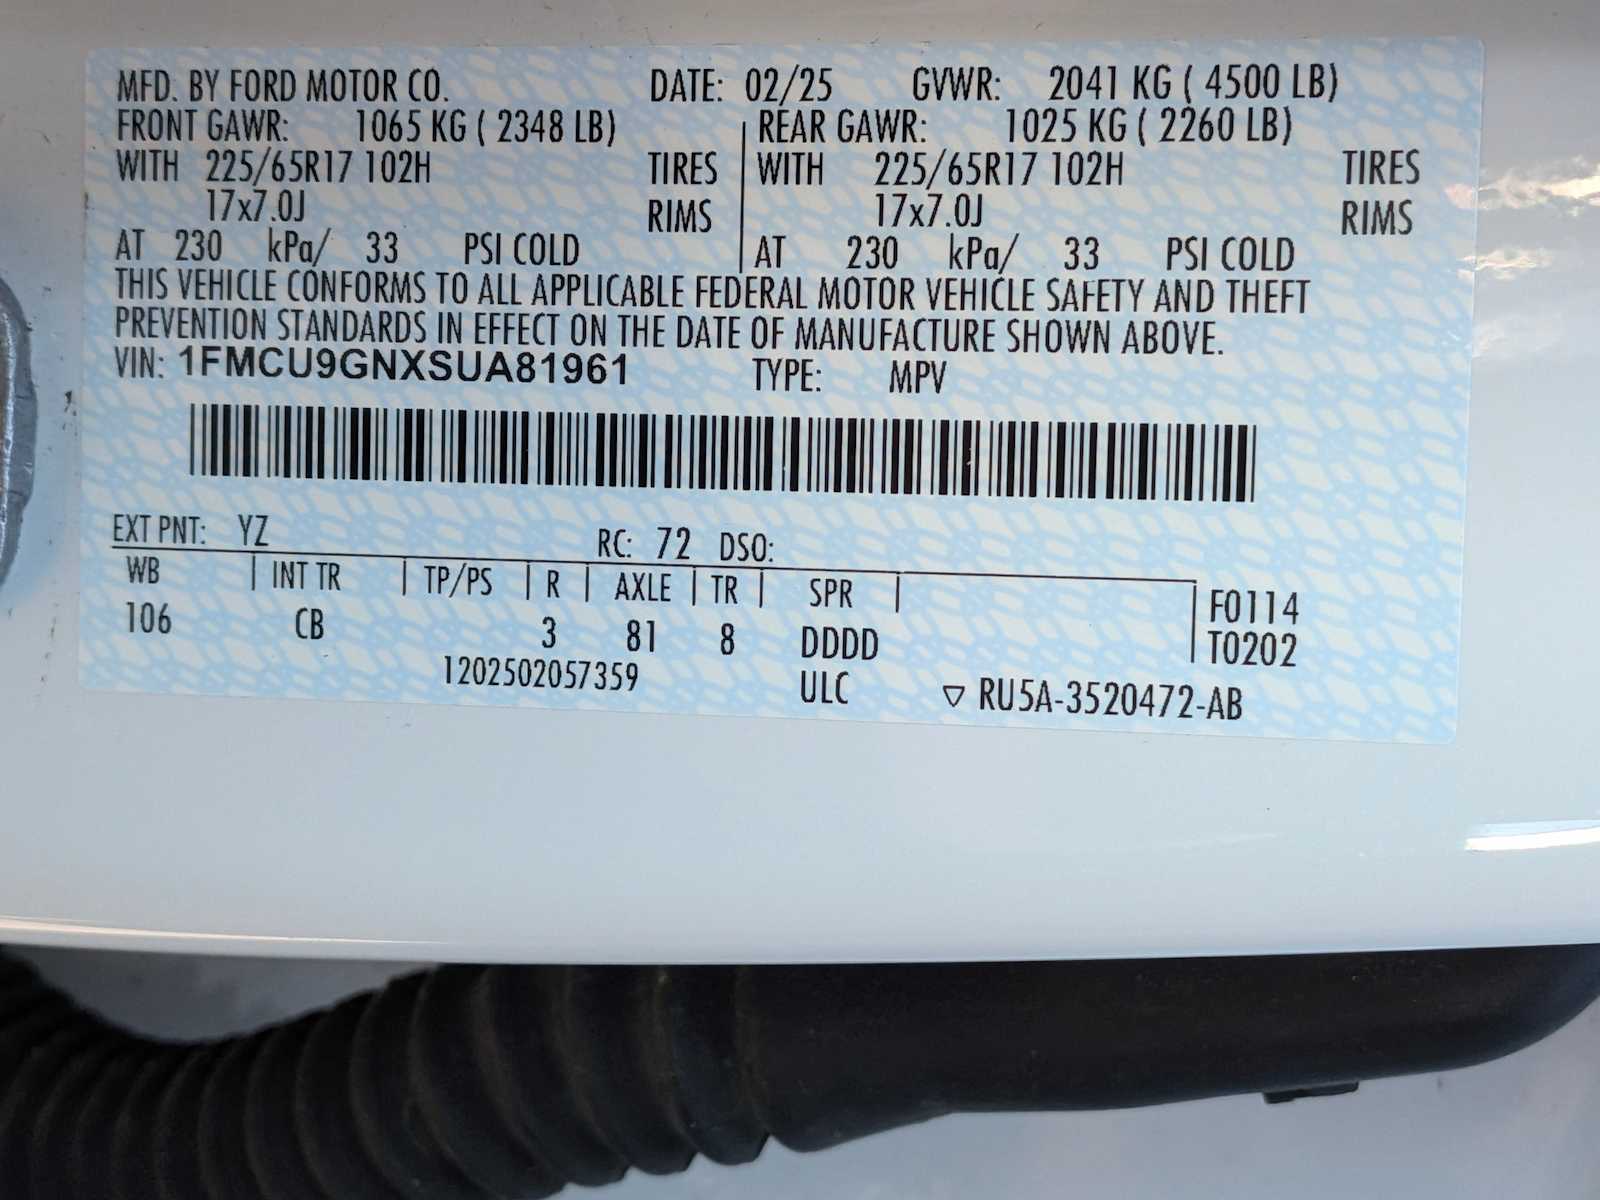 MFD. BY FORD MOTOR CO. DATE: 02/25 GVWR: 2041 KG ( 4500 LB)
FRONT GAWR: 1065 KG ( 2348 LB) REAR GAWR: 1025 KG ( 2260 LB)
WITH 225/65R17 102H TIRES WITH 225/65R17 102H TIRES
17x7.0J RIMS 17x7.0J RIMS
AT 230 kPa/ 33 PSI COLD AT 230 kPa/ 33 PSI COLD
THIS VEHICLE CONFORMS TO ALL APPLICABLE FEDERAL MOTOR VEHICLE SAFETY AND THEFT
PREVENTION STANDARDS IN EFFECT ON THE DATE OF MANUFACTURE SHOWN ABOVE.
VIN: 1FMCU9GNXSUA81961 TYPE: MPV
EXT PNT: YZ RC: 72 DSO:
WB INT TR TP/PS R AXLE TR SPR F0114
106 CB 3 81 8 DDDD T0202
1202502057359 ULC ▽ RU5A-3520472-AB